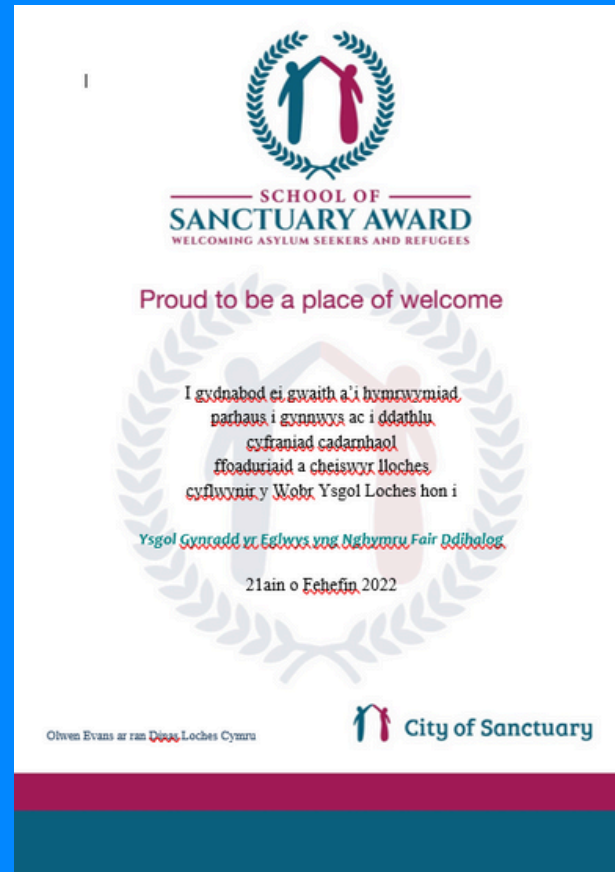 SCHOOL OF
SANCTUARY AWARD
WELCOMING ASYLUM SEEKERS AND REFUGEES
Proud to be a place of welcome
I gydnabod ei gwaith a'i hymrwymiad
parhaus i gynnwys ac i ddathlu
cyfraniad cadarnhaol
ffoaduriaid a cheiswyr lloches
cyflwynir y Wobr Ysgol Loches hon i
Ysgol Gynradd yr Eglwys yng Nghymru Fair Ddihalog
21ain o Fehefin 2022
Olwen Evans ar ran Dinas Loches Cymru
City of Sanctuary